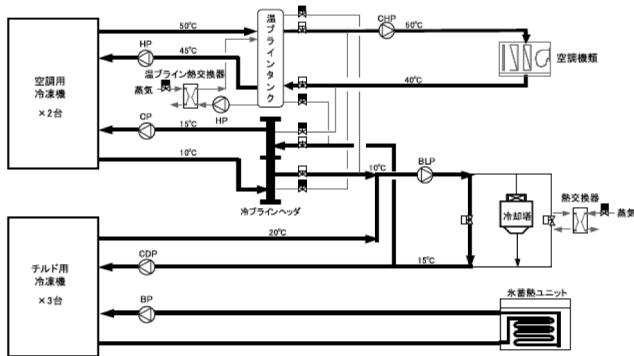 50℃
CHP
50℃
HP
45℃
温ブラインタンク
空調機類
空調用
冷凍機
×2台
温ブライン熱交換器
蒸気
HP
40℃
CP
15℃
10℃
冷ブラインヘッダ
10℃
BLP
熱交換器
冷却塔
蒸気
20℃
チルド用
冷凍機
×3台
CDP
15℃
BP
氷蓄熱ユニット